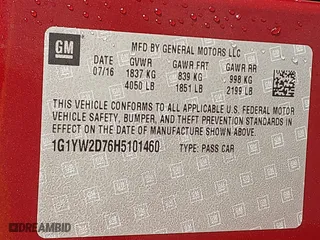 GM
MFD BY GENERAL MOTORS LLC
DATE GVWR GAWR FRT GAWR RR
07/16 1837 KG 839 KG 998 KG
4050 LB 1851 LB 2199 LB
THIS VEHICLE CONFORMS TO ALL APPLICABLE U.S. FEDERAL MOTOR
VEHICLE SAFETY, BUMPER, AND THEFT PREVENTION STANDARDS
IN EFFECT ON THE DATE OF MANUFACTURE SHOWN ABOVE.
1G1YW2D76H5101460 TYPE: PASS CAR
DREAMBID